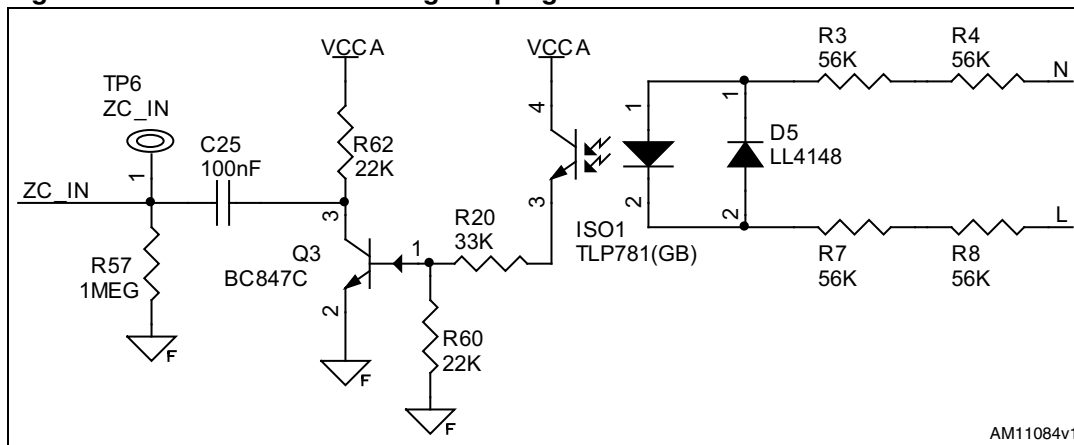 VCCA
VCCA
R3
56K
R4
56K
N
TP6
ZC_IN
1
4
1
1
D5
LL4148
C25
100nF
R62
22K
ZC_IN
3
3
2
2
L
R20
33K
ISO1
TLP781(GB)
R7
56K
R8
56K
Q3
BC847C
1
R57
1MEG
2
R60
22K
F
F
F
AM11084v1